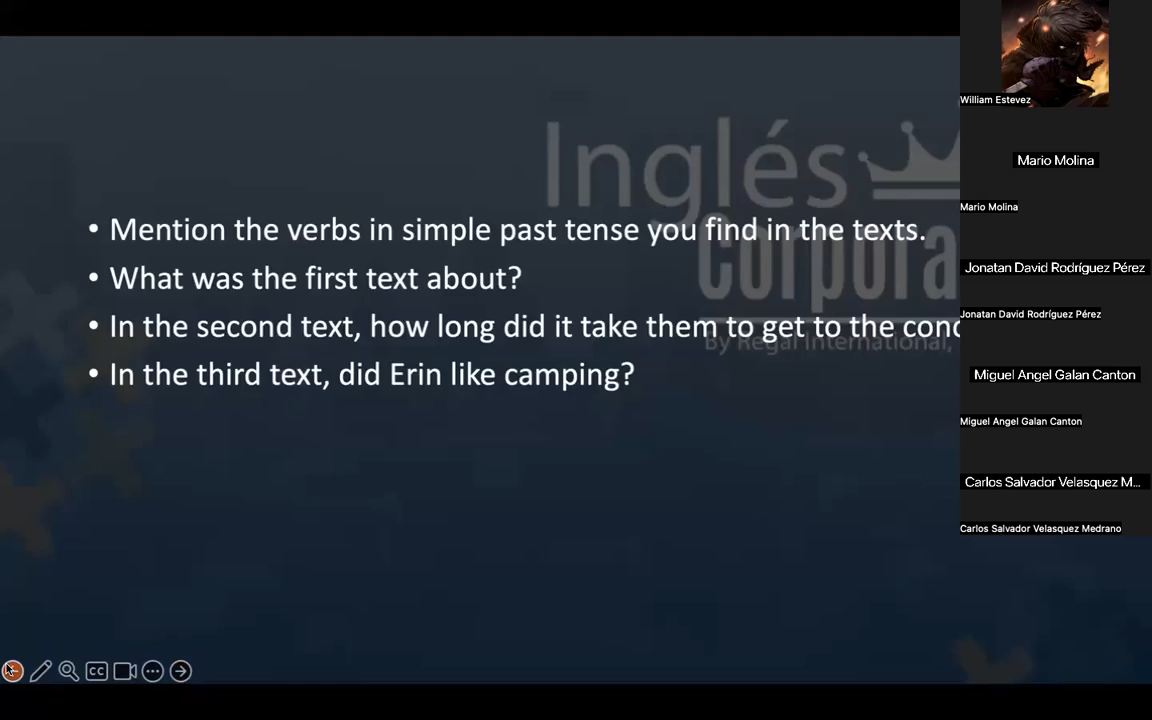 Inglés
Corpora
By Regal International,
• Mention the verbs in simple past tense you find in the texts.
• What was the first text about?
• In the second text, how long did it take them to get to the conc
• In the third text, did Erin like camping?
CC
William Estevez
Mario Molina
Mario Molina
Jonatan David Rodríguez Pérez
Jonatan David Rodríguez Pérez
Miguel Angel Galan Canton
Miguel Angel Galan Canton
Carlos Salvador Velasquez M...
Carlos Salvador Velasquez Medrano